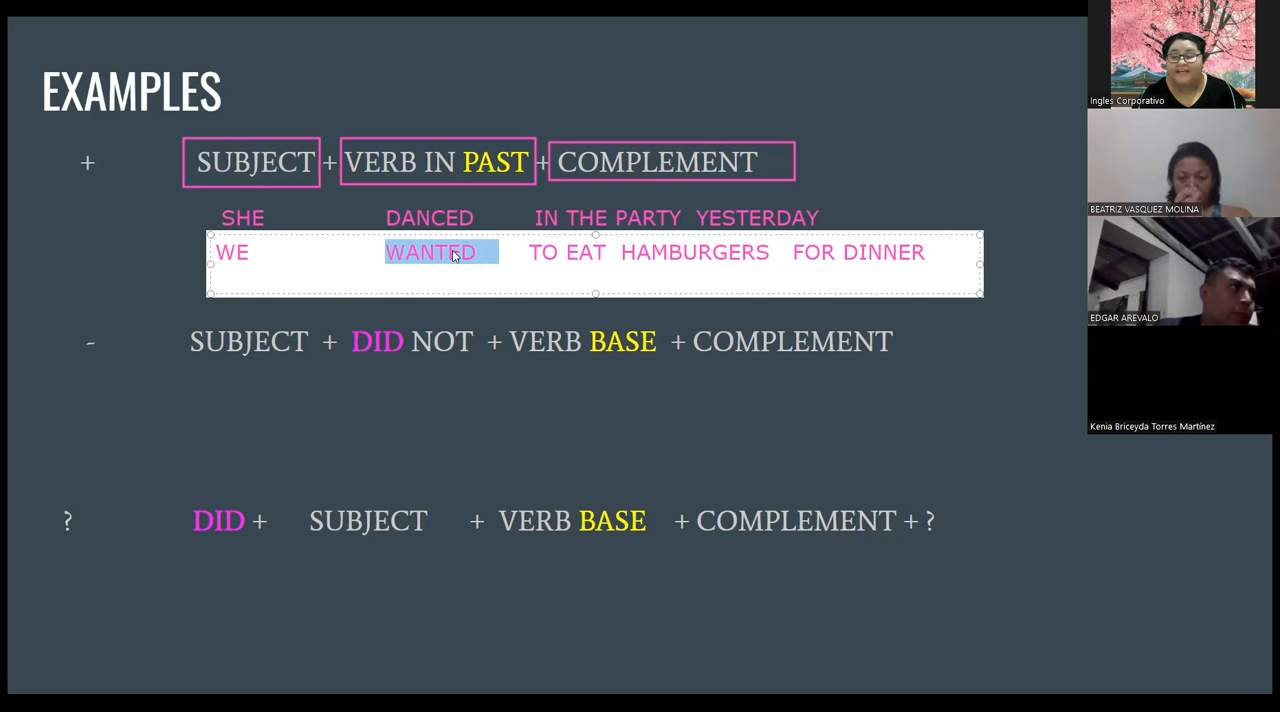 EXAMPLES
+ SUBJECT + VERB IN PAST + COMPLEMENT
SHE DANCED IN THE PARTY YESTERDAY
WE WANTED TO EAT HAMBURGERS FOR DINNER
- SUBJECT + DID NOT + VERB BASE + COMPLEMENT
? DID + SUBJECT + VERB BASE + COMPLEMENT + ?
Ingles Corporativo
BEATRIZ VASQUEZ MOLINA
EDGAR AREVALO
Kenia Briceyda Torres Martínez